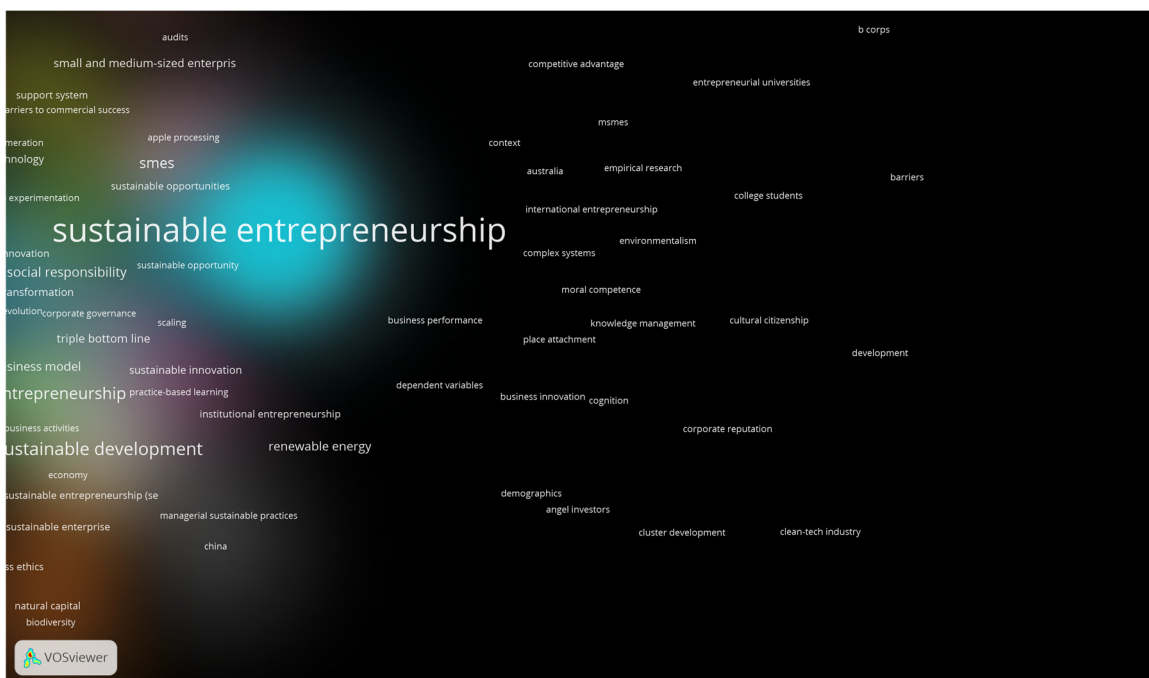 audits
b corps
small and medium-sized enterpris
competitive advantage
entrepreneurial universities
support system
arriers to commercial success
msmes
meration
apple processing
context
hnology
smes
australia
empirical research
barriers
sustainable opportunities
experimentation
college students
international entrepreneurship
sustainable entrepreneurship
environmentalism
nnovation
complex systems
social responsibility
sustainable opportunity
ansformation
moral competence
evolution
corporate governance
scaling
business performance
knowledge management
cultural citizenship
triple bottom line
place attachment
development
siness model
sustainable innovation
dependent variables
ntrepreneurship
practice-based learning
business innovation
cognition
institutional entrepreneurship
business activities
corporate reputation
ustainable development
renewable energy
economy
sustainable entrepreneurship (se
demographics
angel investors
managerial sustainable practices
sustainable enterprise
cluster development
clean-tech industry
china
ss ethics
natural capital
biodiversity
VOSviewer